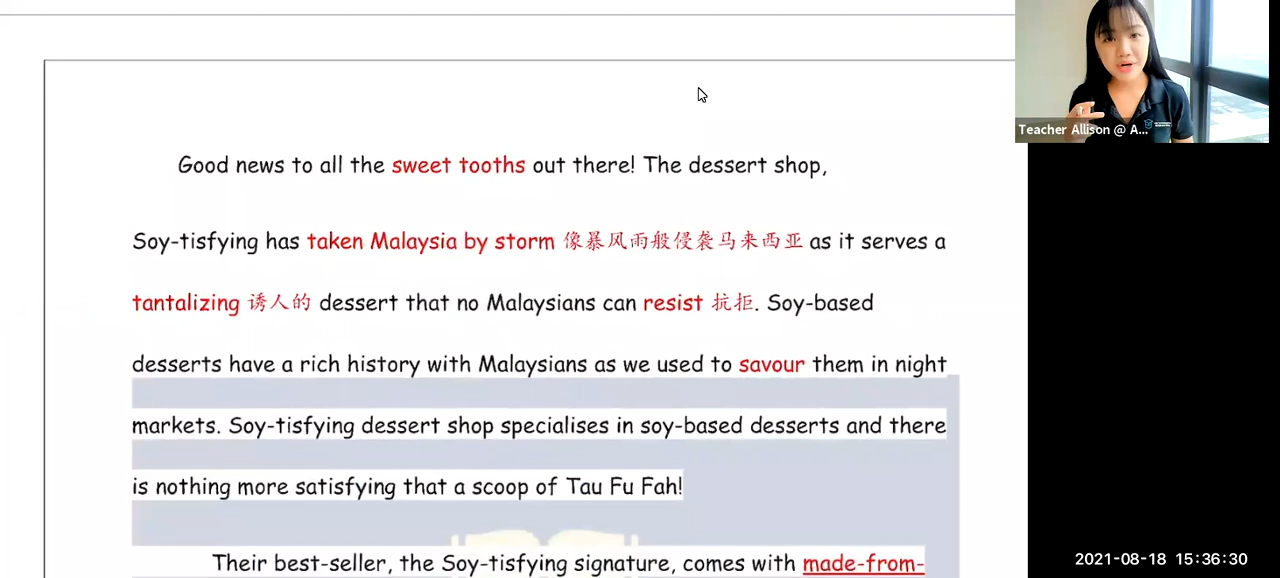 Teacher Allison @ A...
Good news to all the sweet tooths out there! The dessert shop,
Soy-tisfying has taken Malaysia by storm 像暴风雨般侵袭马来西亚 as it serves a
tantalizing 诱人的 dessert that no Malaysians can resist 抗拒. Soy-based
desserts have a rich history with Malaysians as we used to savour them in night
markets. Soy-tisfying dessert shop specialises in soy-based desserts and there
is nothing more satisfying that a scoop of Tau Fu Fah!
Their best-seller, the Soy-tisfying signature, comes with made-from-
2021-08-18 15:36:30